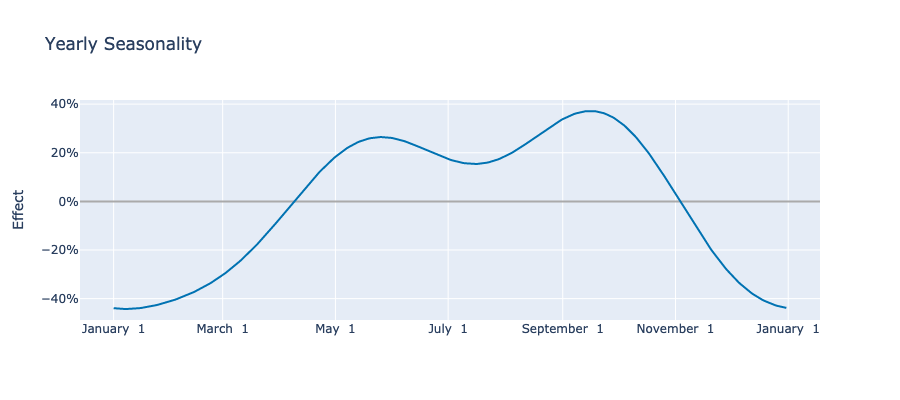 Yearly Seasonality
Effect
40%
20%
0%
−20%
−40%
January 1
March 1
May 1
July 1
September 1
November 1
January 1